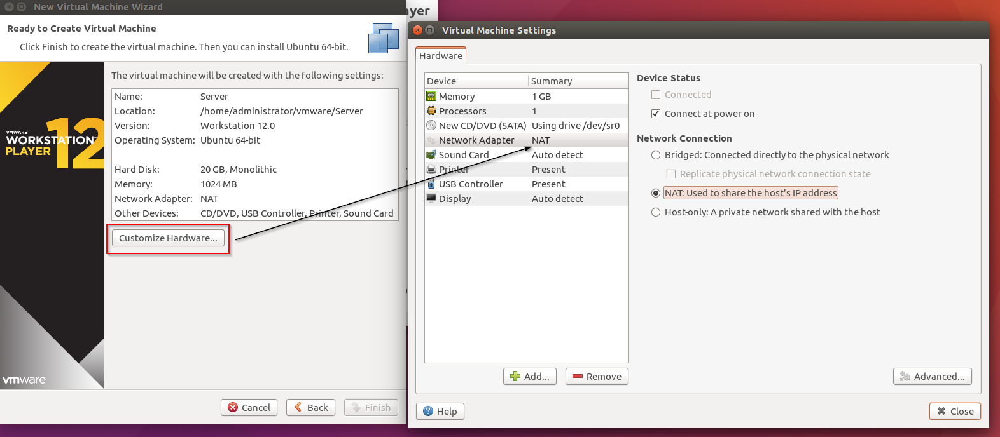 New Virtual Machine Wizard
Ready to Create Virtual Machine
Click Finish to create the virtual machine. Then you can install Ubuntu 64-bit.
VMWARE
WORKSTATION™
PLAYER 12
vmware
The virtual machine will be created with the following settings:
Name: Server
Location: /home/administrator/vmware/Server
Version: Workstation 12.0
Operating System: Ubuntu 64-bit
Hard Disk: 20 GB, Monolithic
Memory: 1024 MB
Network Adapter: NAT
Other Devices: CD/DVD, USB Controller, Printer, Sound Card
Customize Hardware...
Cancel Back Finish
ayer
Virtual Machine Settings
Hardware
Device Summary
Memory 1 GB
Processors 1
New CD/DVD (SATA) Using drive /dev/sr0
Network Adapter NAT
Sound Card Auto detect
Printer Present
USB Controller Present
Display Auto detect
Add... Remove
Device Status
Connected
Connect at power on
Network Connection
Bridged: Connected directly to the physical network
Replicate physical network connection state
NAT: Used to share the host's IP address
Host-only: A private network shared with the host
Advanced...
Help Close